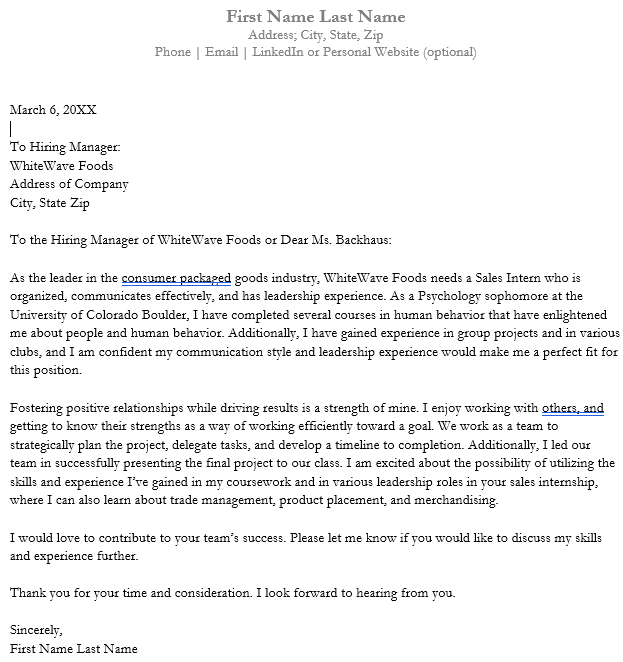 First Name Last Name
Address; City, State, Zip
Phone | Email | LinkedIn or Personal Website (optional)
March 6, 20XX
To Hiring Manager:
WhiteWave Foods
Address of Company
City, State Zip
To the Hiring Manager of WhiteWave Foods or Dear Ms. Backhaus:
As the leader in the consumer packaged goods industry, WhiteWave Foods needs a Sales Intern who is
organized, communicates effectively, and has leadership experience. As a Psychology sophomore at the
University of Colorado Boulder, I have completed several courses in human behavior that have enlightened
me about people and human behavior. Additionally, I have gained experience in group projects and in various
clubs, and I am confident my communication style and leadership experience would make me a perfect fit for
this position.
Fostering positive relationships while driving results is a strength of mine. I enjoy working with others, and
getting to know their strengths as a way of working efficiently toward a goal. We work as a team to
strategically plan the project, delegate tasks, and develop a timeline to completion. Additionally, I led our
team in successfully presenting the final project to our class. I am excited about the possibility of utilizing the
skills and experience I've gained in my coursework and in various leadership roles in your sales internship,
where I can also learn about trade management, product placement, and merchandising.
I would love to contribute to your team's success. Please let me know if you would like to discuss my skills
and experience further.
Thank you for your time and consideration. I look forward to hearing from you.
Sincerely,
First Name Last Name